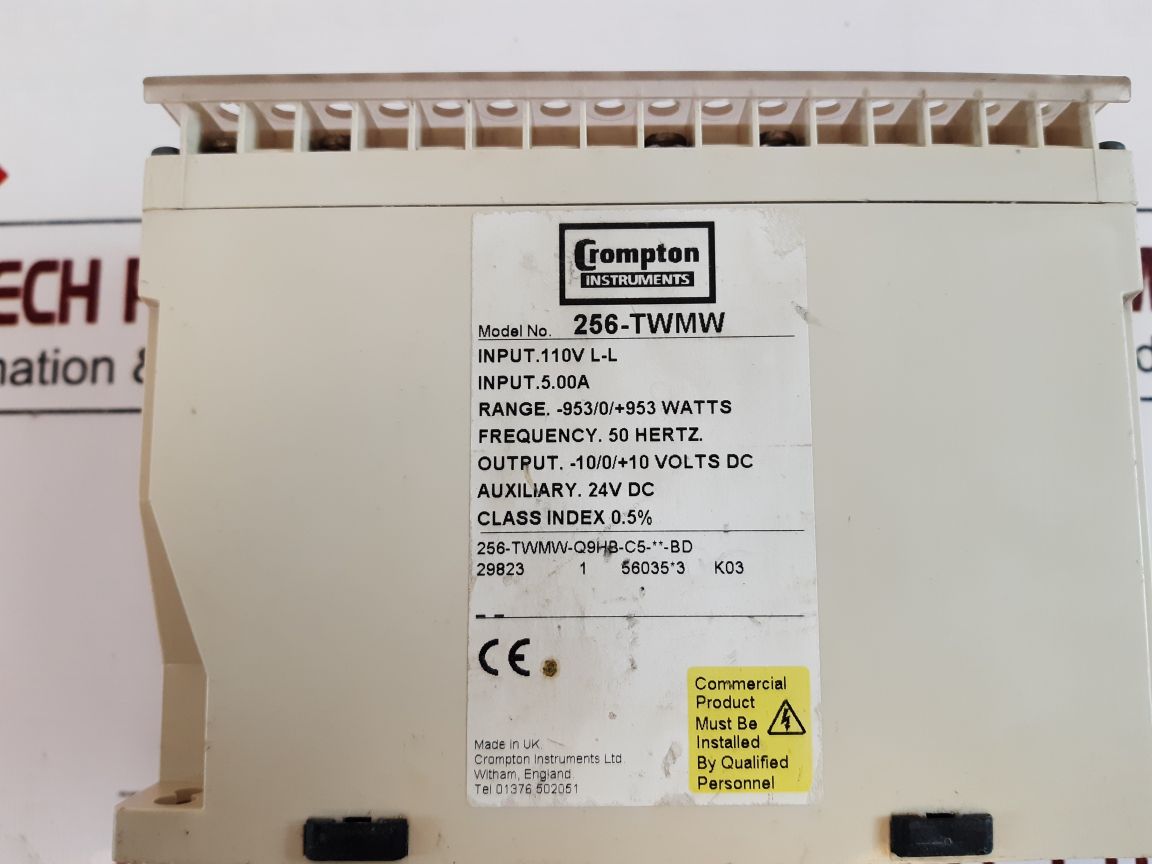 Crompton
INSTRUMENTS
Model No. 256-TWMW
INPUT.110V L-L
INPUT.5.00A
RANGE. -953/0/+953 WATTS
FREQUENCY. 50 HERTZ.
OUTPUT. -10/0/+10 VOLTS DC
AUXILIARY. 24V DC
CLASS INDEX 0.5%
256-TWMW-Q9HB-C5-**-BD
29823 1 56035*3 K03
CE
Commercial
Product
Must Be
Installed
By Qualified
Personnel
Made in UK.
Crompton Instruments Ltd.
Witham, England.
Tel 01376 502051
ECH
&